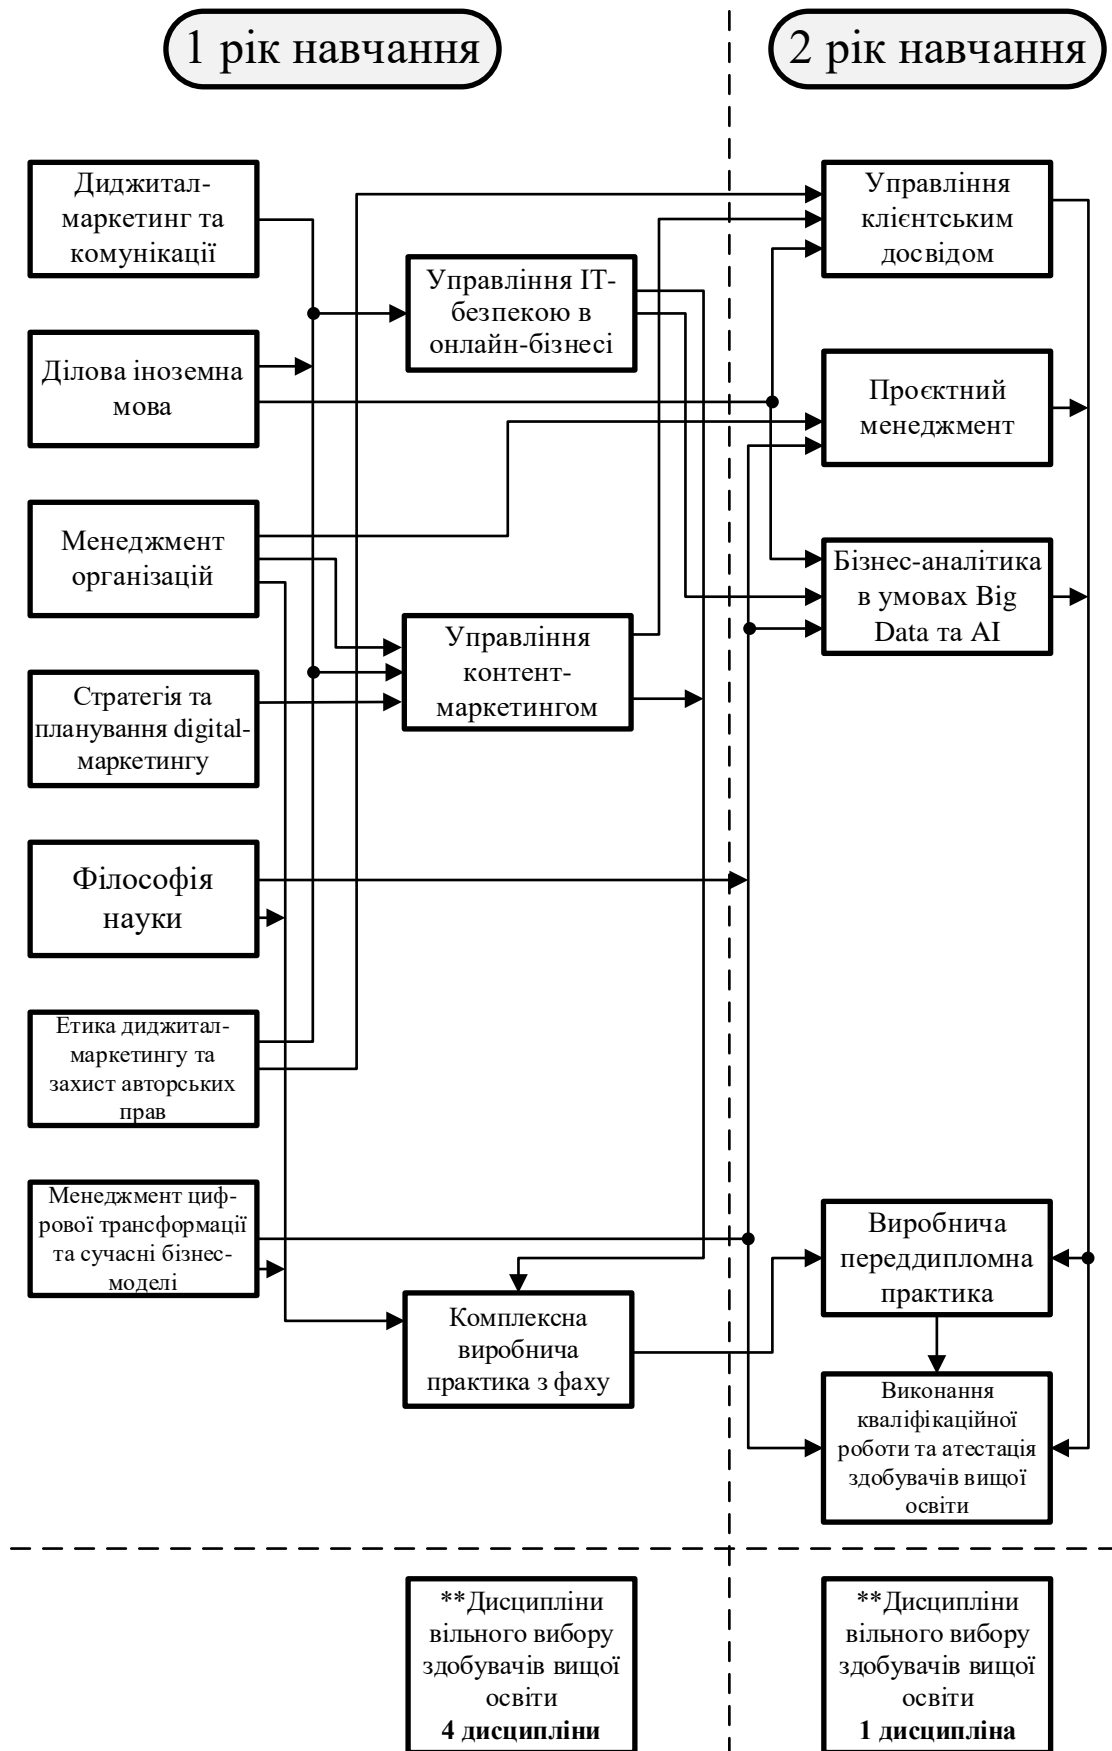 1 рік навчання
2 рік навчання
Диджитал-
маркетинг та
комунікації
Ділова іноземна
мова
Менеджмент
організацій
Стратегія та
планування digital-
маркетингу
Філософія
науки
Етика диджитал-
маркетингу та
захист авторських
прав
Менеджмент циф-
рової трансформації
та сучасні бізнес-
моделі
Управління ІТ-
безпекою в
онлайн-бізнесі
Управління
контент-
маркетингом
Комплексна
виробнича
практика з фаху
Управління
клієнтським
досвідом
Проєктний
менеджмент
Бізнес-аналітика
в умовах Big
Data та AI
Виробнича
переддипломна
практика
Виконання
кваліфікаційної
роботи та атестація
здобувачів вищої
освіти
**Дисципліни
вільного вибору
здобувачів вищої
освіти
4 дисципліни
**Дисципліни
вільного вибору
здобувачів вищої
освіти
1 дисципліна